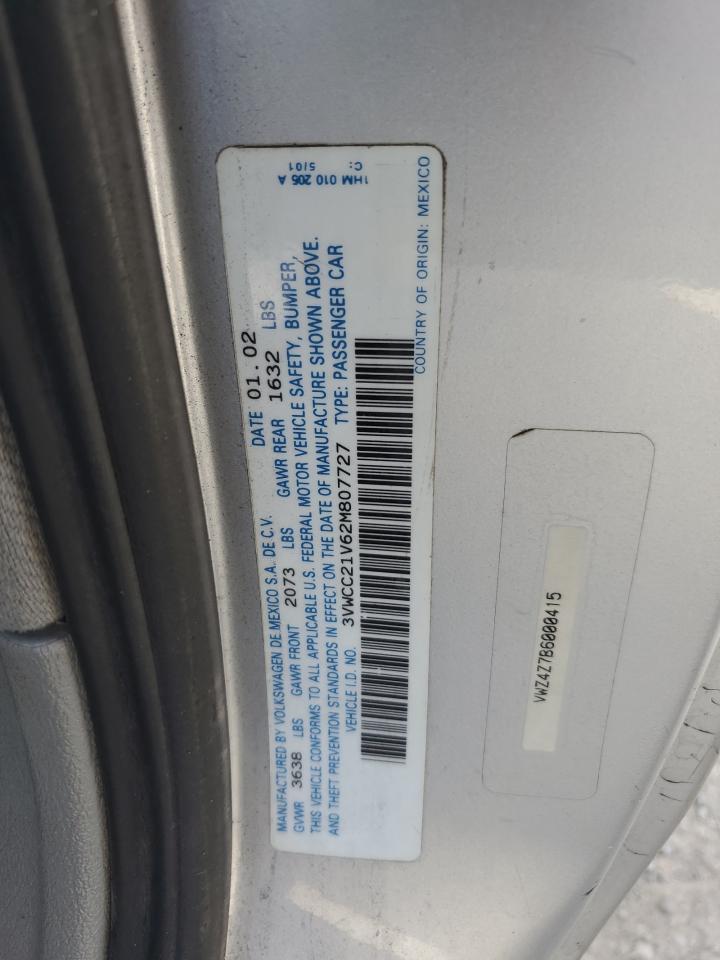 MANUFACTURED BY VOLKSWAGEN DE MEXICO S.A. DE C.V. DATE 01.02
GVWR 3638 LBS GAWR FRONT 2073 LBS GAWR REAR 1632 LBS
THIS VEHICLE CONFORMS TO ALL APPLICABLE U.S. FEDERAL MOTOR VEHICLE SAFETY, BUMPER,
AND THEFT PREVENTION STANDARDS IN EFFECT ON THE DATE OF MANUFACTURE SHOWN ABOVE.
VEHICLE I.D. NO. 3VWCC21V62M807727 TYPE: PASSENGER CAR
COUNTRY OF ORIGIN: MEXICO
1HM 010 205 A
C: 5/01
VWZ4Z7B6000415